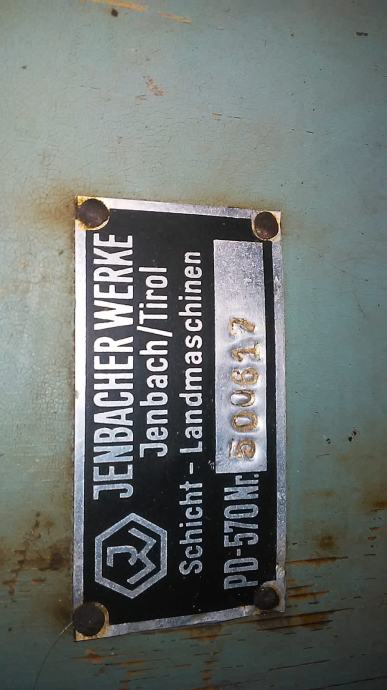 JENBACHER WERKE
Jenbach/Tirol
Schicht - Landmaschinen
PD-570 Nr. 500617